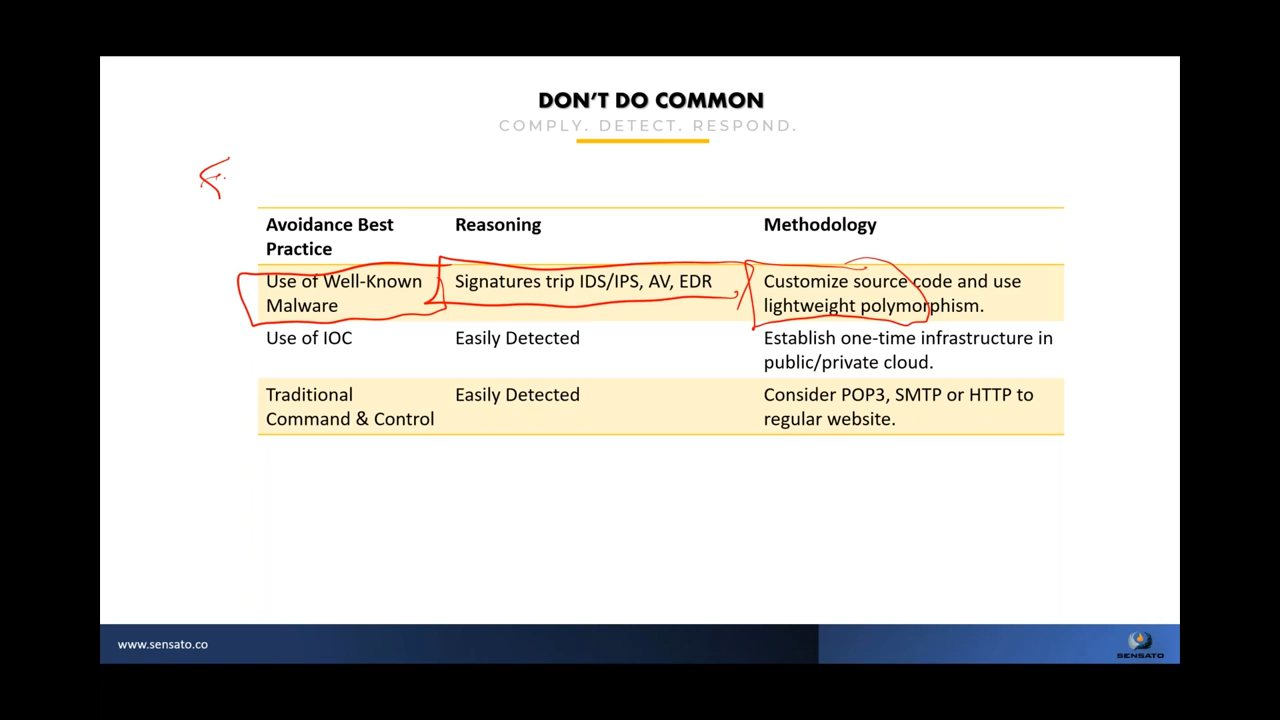 DON'T DO COMMON
COMPLY. DETECT. RESPOND.
Avoidance Best
Practice
Reasoning
Methodology
Use of Well-Known
Malware
Signatures trip IDS/IPS, AV, EDR
Customize source code and use
lightweight polymorphism.
Use of IOC
Easily Detected
Establish one-time infrastructure in
public/private cloud.
Traditional
Command & Control
Easily Detected
Consider POP3, SMTP or HTTP to
regular website.
www.sensato.co
SENSATO